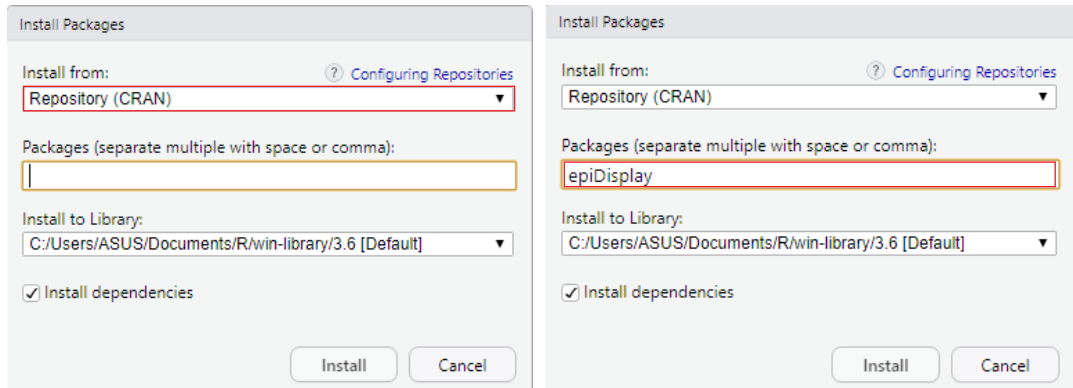 Install Packages
Install from:
? Configuring Repositories
Repository (CRAN)
Packages (separate multiple with space or comma):
Install to Library:
C:/Users/ASUS/Documents/R/win-library/3.6 [Default]
Install dependencies
Install
Cancel
Install Packages
Install from:
? Configuring Repositories
Repository (CRAN)
Packages (separate multiple with space or comma):
epiDisplay
Install to Library:
C:/Users/ASUS/Documents/R/win-library/3.6 [Default]
Install dependencies
Install
Cancel